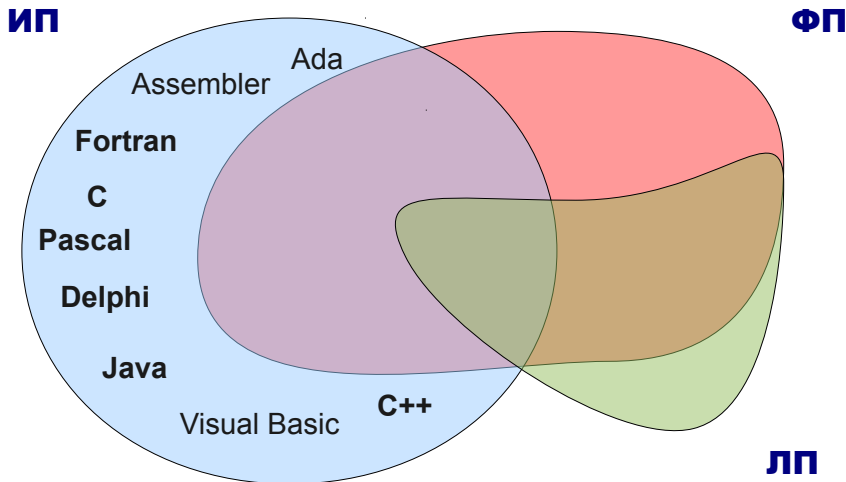 ИП
ФП
Ada
Assembler
Fortran
C
Pascal
Delphi
Java
C++
Visual Basic
ЛП